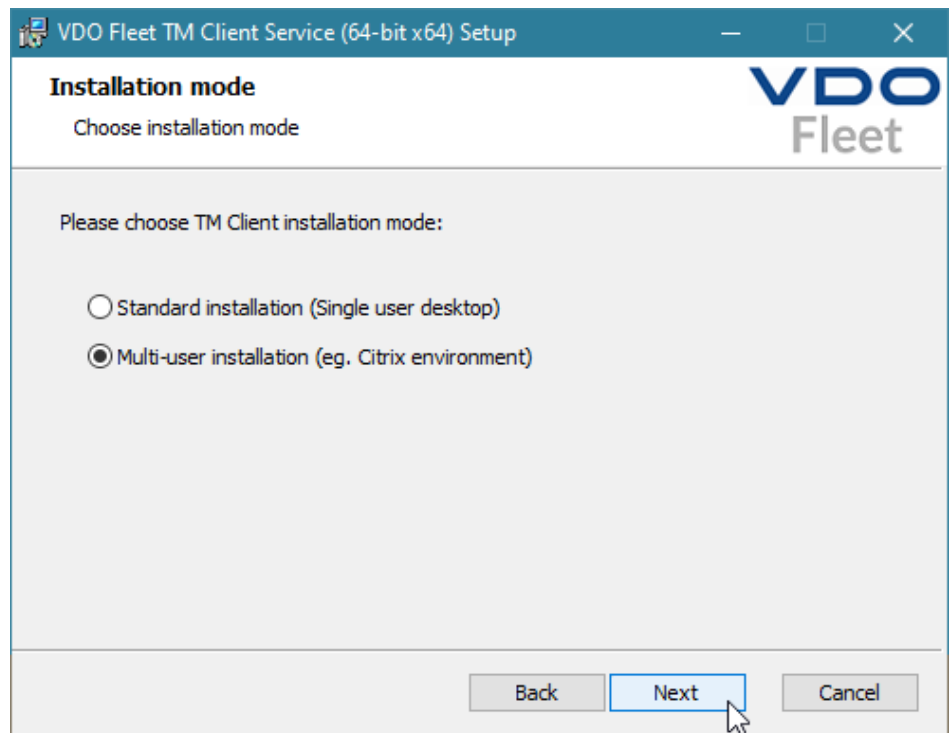 VDO Fleet TM Client Service (64-bit x64) Setup
Installation mode
Choose installation mode
VDO
Fleet
Please choose TM Client installation mode:
Standard installation (Single user desktop)
Multi-user installation (eg. Citrix environment)
Back Next Cancel